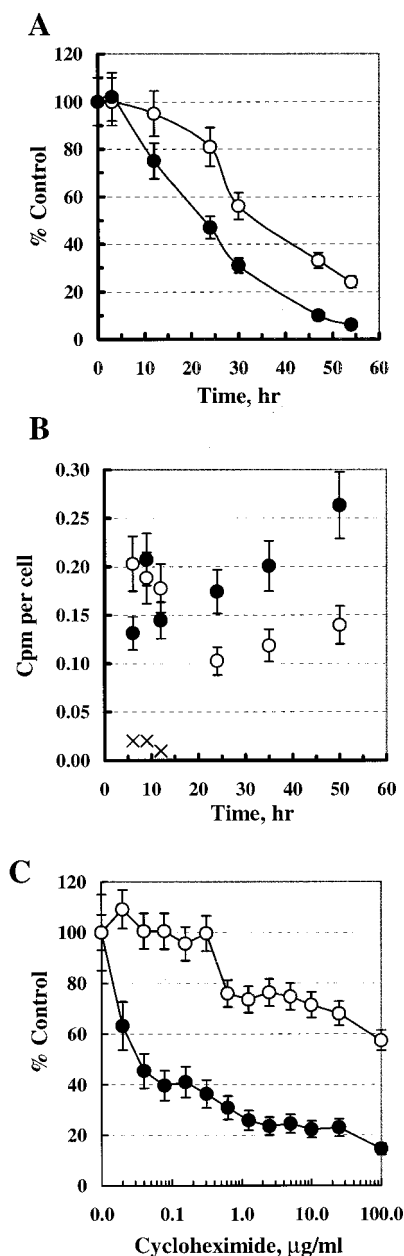 A
120
100
80
60
40
20
0
% Control
0 10 20 30 40 50 60
Time, hr
B
0.30
0.25
0.20
0.15
0.10
0.05
0.00
Cpm per cell
0 10 20 30 40 50 60
Time, hr
C
120
100
80
60
40
20
0
% Control
0.0 0.1 1.0 10.0 100.0
Cycloheximide, µg/ml